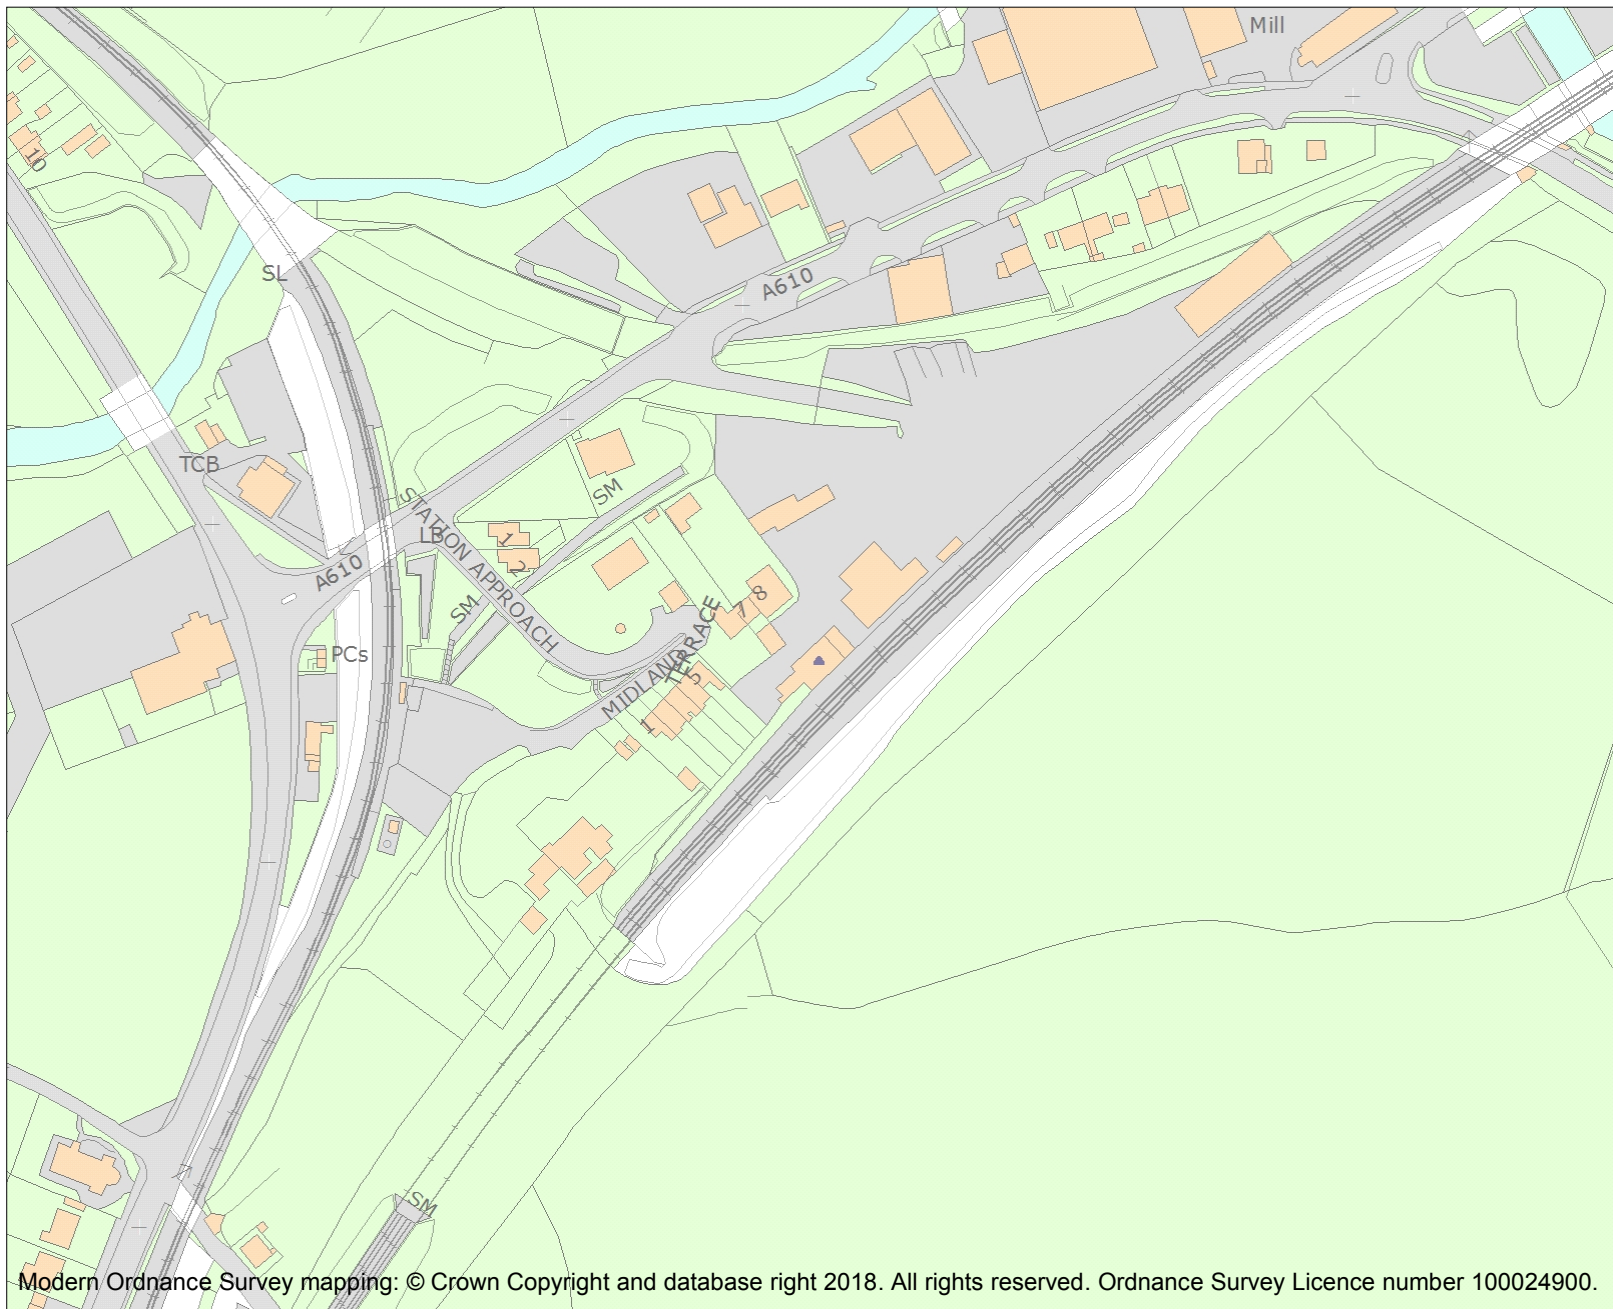 Mill
10
SL
A610
TCB
SM
STATION APPROACH
LB
1
2
A610
SM
7 8
PCs
MIDLAND
TERRACE
5
1
SM
Modern Ordnance Survey mapping: © Crown Copyright and database right 2018. All rights reserved. Ordnance Survey Licence number 100024900.